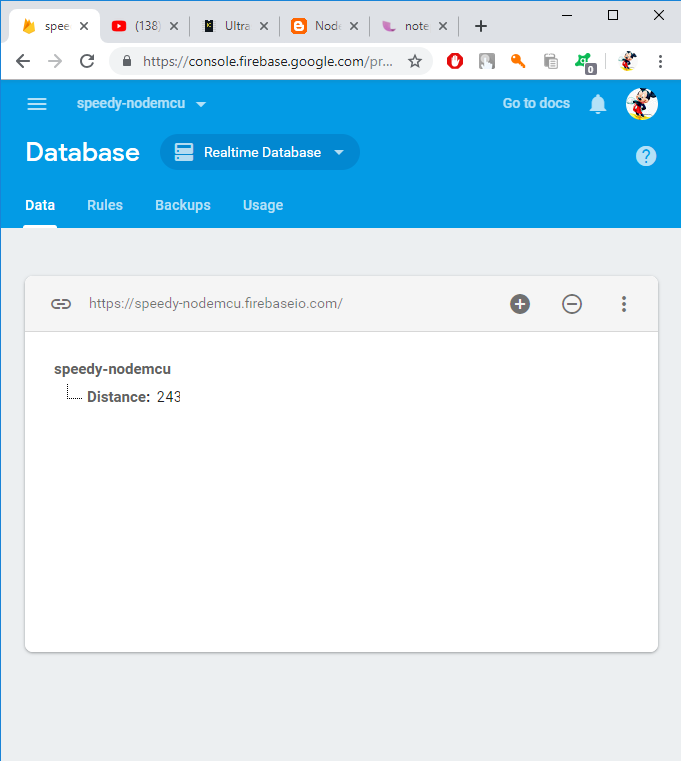 spee
(138)
Ultra
Node
note
https://console.firebase.google.com/pr...
0
speedy-nodemcu
Go to docs
Database
Realtime Database
?
Data Rules Backups Usage
https://speedy-nodemcu.firebaseio.com/
speedy-nodemcu
Distance: 243